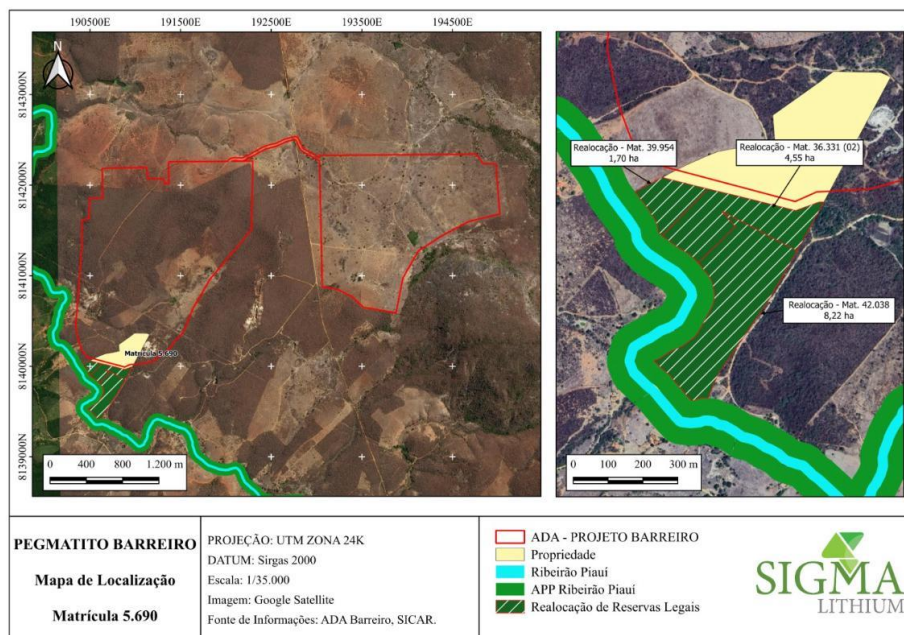 190500E 191500E 192500E 193500E 194500E
N
8143000N
8142000N
8141000N
8140000N
8139000N
Matrícula 5.690
0 400 800 1.200 m
Realocação - Mat. 39.954
1,70 ha
Realocação - Mat. 36.331 (02)
4,55 ha
Realocação - Mat. 42.038
8,22 ha
0 100 200 300 m
PEGMATITO BARREIRO
Mapa de Localização
Matrícula 5.690
PROJEÇÃO: UTM ZONA 24K
DATUM: Sirgas 2000
Escala: 1/35.000
Imagem: Google Satellite
Fonte de Informações: ADA Barreiro, SICAR.
ADA - PROJETO BARREIRO
Propriedade
Ribeirão Piauí
APP Ribeirão Piauí
Realocação de Reservas Legais
SIGMA
LITHIUM